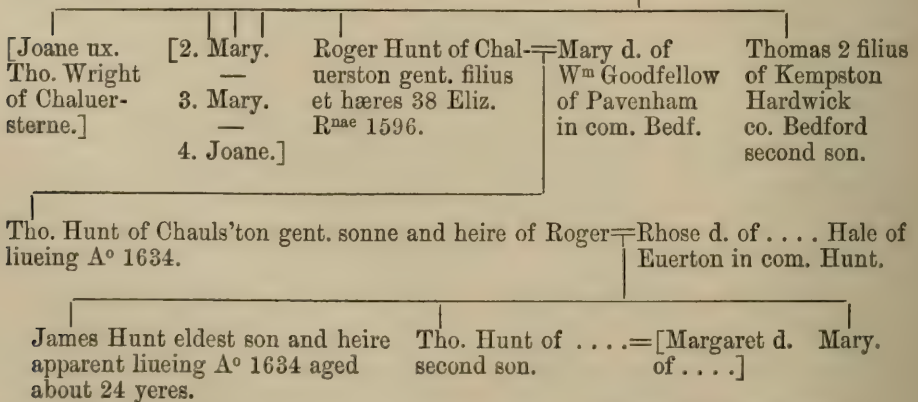 [Joane ux.
Tho. Wright
of Chaluer-
sterne.]
[2. Mary.
—
3. Mary.
—
4. Joane.]
Roger Hunt of Chal-
uerston gent. filius
et hæres 38 Eliz.
Rnae 1596.
=Mary d. of
Wm Goodfellow
of Pavenham
in com. Bedf.
Thomas 2 filius
of Kempston
Hardwick
co. Bedford
second son.
Tho. Hunt of Chauls'ton gent. sonne and heire of Roger=Rhose d. of . . . . Hale of
liueing Ao 1634.
Euerton in com. Hunt.
James Hunt eldest son and heire
apparent liueing Ao 1634 aged
about 24 yeres.
Tho. Hunt of . . . .=[Margaret d.
second son.
of . . . .]
Mary.